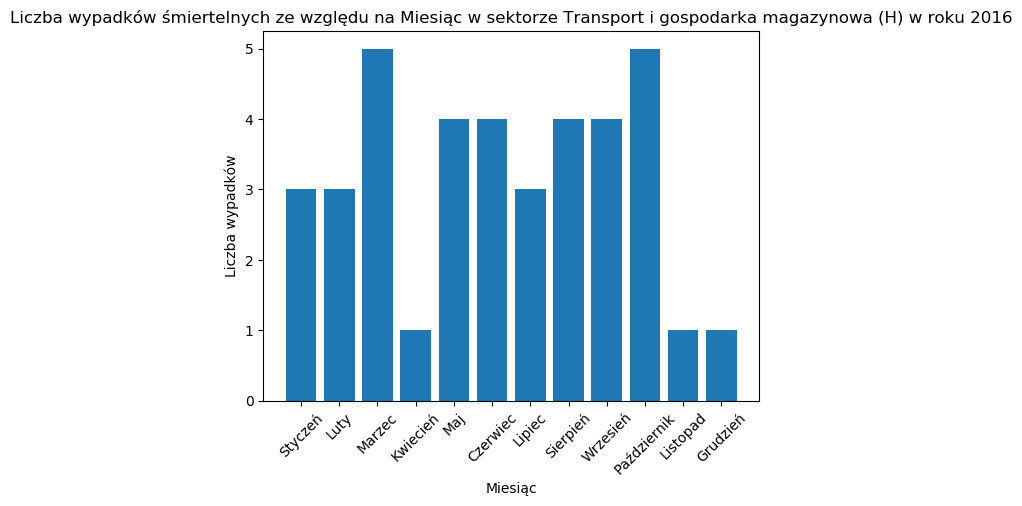 Liczba wypadków śmiertelnych ze względu na Miesiąc w sektorze Transport i gospodarka magazynowa (H) w roku 2016
5
4
3
2
1
0
Liczba wypadków
Styczeń
Luty
Marzec
Kwiecień
Maj
Czerwiec
Lipiec
Sierpień
Wrzesień
Październik
Listopad
Grudzień
Miesiąc